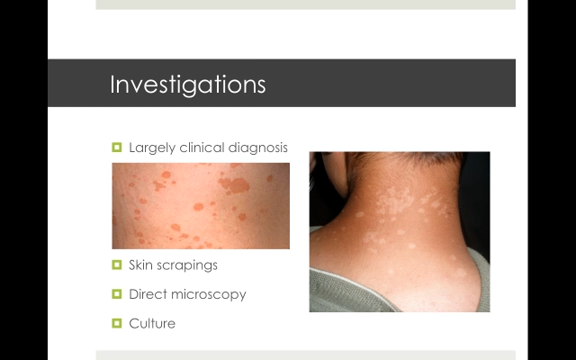 Investigations
Largely clinical diagnosis
Skin scrapings
Direct microscopy
Culture